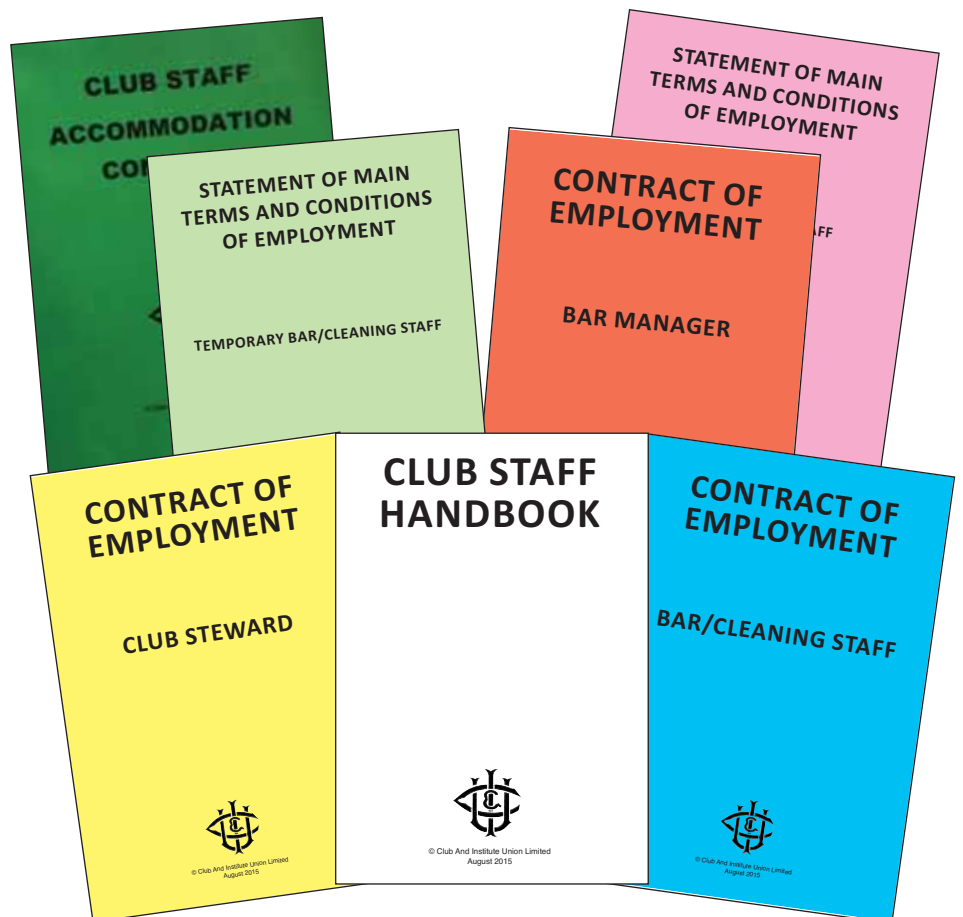 CLUB STAFF
ACCOMMODATION
STATEMENT OF MAIN
TERMS AND CONDITIONS
OF EMPLOYMENT
STATEMENT OF MAIN
TERMS AND CONDITIONS
OF EMPLOYMENT
TEMPORARY BAR/CLEANING STAFF
CONTRACT OF
EMPLOYMENT
BAR MANAGER
CONTRACT OF
EMPLOYMENT
CLUB STEWARD
© Club And Institute Union Limited
August 2015
CLUB STAFF
HANDBOOK
© Club And Institute Union Limited
August 2015
CONTRACT OF
EMPLOYMENT
BAR/CLEANING STAFF
© Club And Institute Union Limited
August 2015